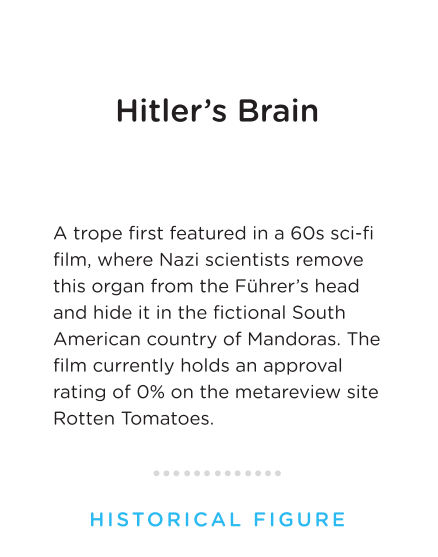 Hitler’s Brain
A trope first featured in a 60s sci-fi
film, where Nazi scientists remove
this organ from the Führer’s head
and hide it in the fictional South
American country of Mandoras. The
film currently holds an approval
rating of 0% on the metareview site
Rotten Tomatoes.
HISTORICAL FIGURE